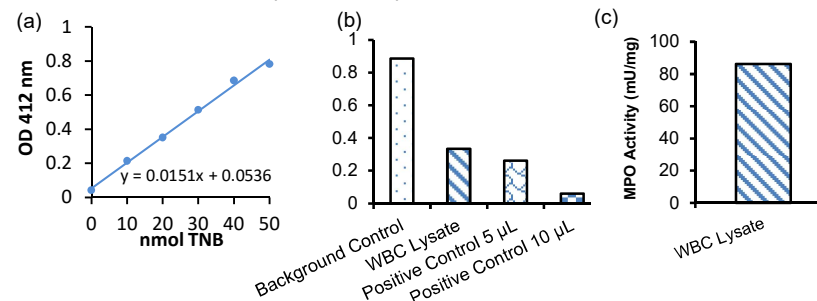 (a)
1
0.8
0.6
0.4
0.2
0
OD 412 nm
y = 0.0151x + 0.0536
0 10 20 30 40 50
nmol TNB
(b)
1
0.8
0.6
0.4
0.2
0
Background Control
WBC Lysate
Positive Control 5 µL
Positive Control 10 µL
(c)
100
80
60
40
20
0
MPO Activity (mU/mg)
WBC Lysate